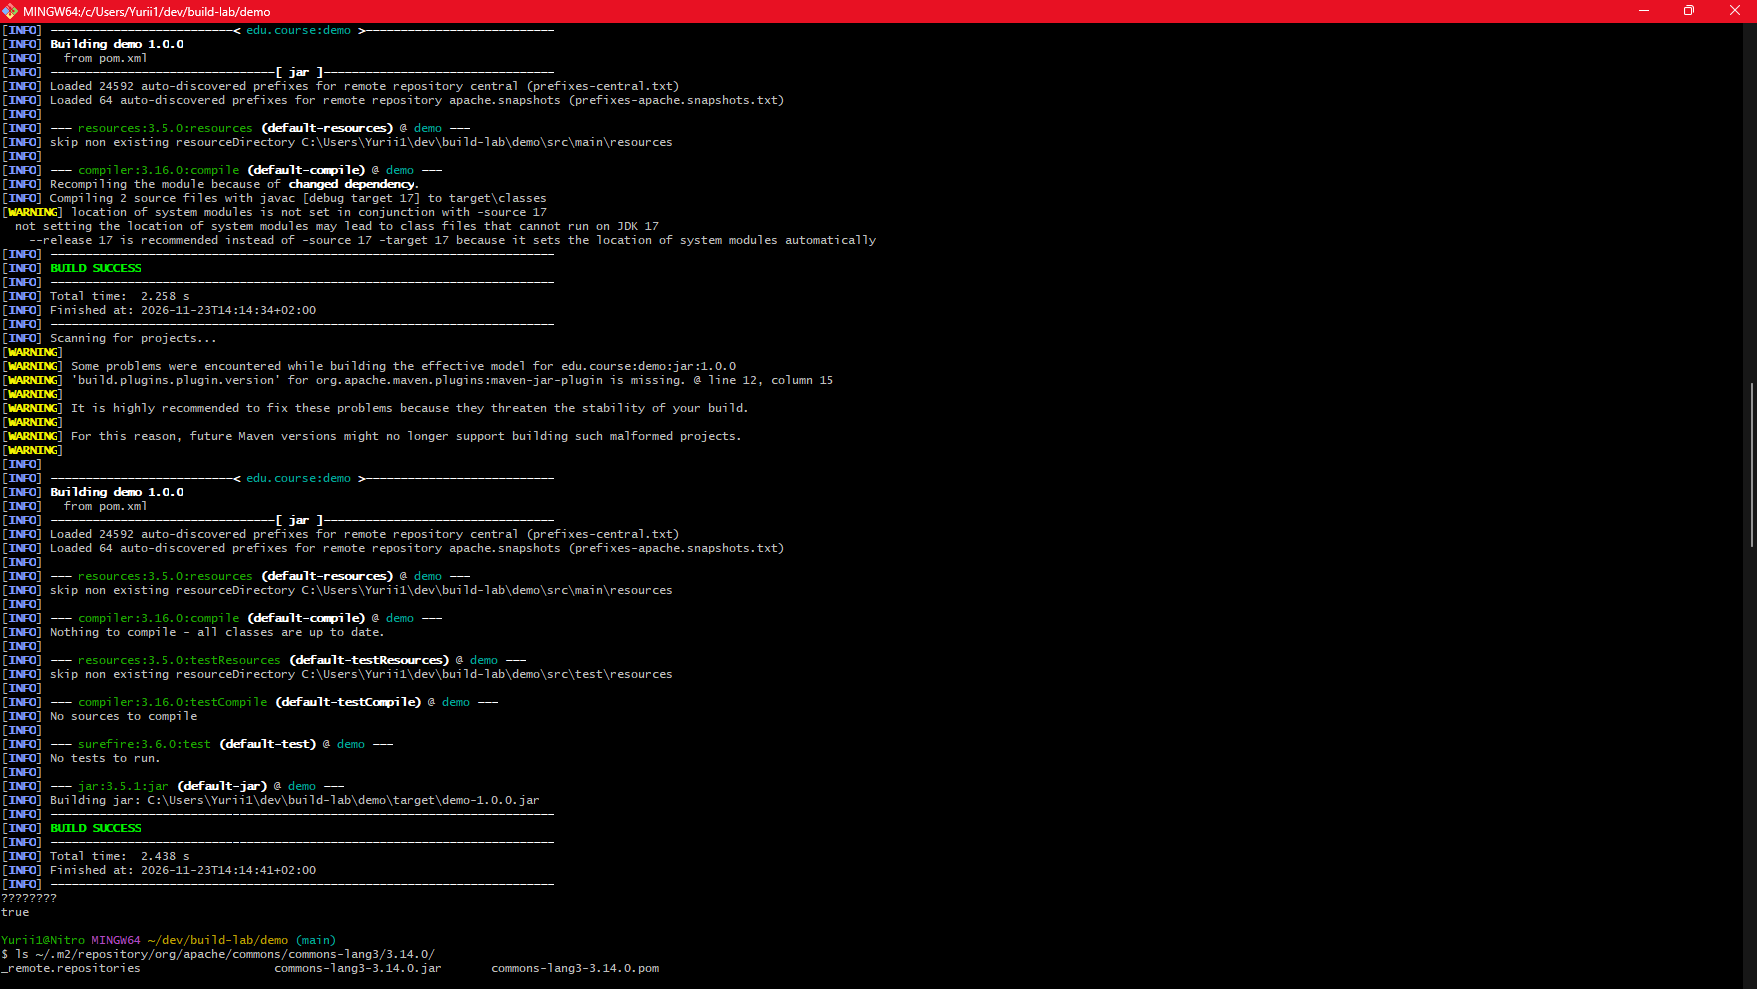 MINGW64:/c/Users/Yurii1/dev/build-lab/demo
[INFO] --------------------------< edu.course:demo >---------------------------
[INFO] Building demo 1.0.0
[INFO]   from pom.xml
[INFO] --------------------------------[ jar ]---------------------------------
[INFO] Loaded 24592 auto-discovered prefixes for remote repository central (prefixes-central.txt)
[INFO] Loaded 64 auto-discovered prefixes for remote repository apache.snapshots (prefixes-apache.snapshots.txt)
[INFO]
[INFO] --- resources:3.5.0:resources (default-resources) @ demo ---
[INFO] skip non existing resourceDirectory C:\Users\Yurii1\dev\build-lab\demo\src\main\resources
[INFO]
[INFO] --- compiler:3.16.0:compile (default-compile) @ demo ---
[INFO] Recompiling the module because of changed dependency.
[INFO] Compiling 2 source files with javac [debug target 17] to target\classes
[WARNING] location of system modules is not set in conjunction with -source 17
  not setting the location of system modules may lead to class files that cannot run on JDK 17
    --release 17 is recommended instead of -source 17 -target 17 because it sets the location of system modules automatically
[INFO] ------------------------------------------------------------------------
[INFO] BUILD SUCCESS
[INFO] ------------------------------------------------------------------------
[INFO] Total time:  2.258 s
[INFO] Finished at: 2026-11-23T14:14:34+02:00
[INFO] ------------------------------------------------------------------------
[INFO] Scanning for projects...
[WARNING]
[WARNING] Some problems were encountered while building the effective model for edu.course:demo:jar:1.0.0
[WARNING] 'build.plugins.plugin.version' for org.apache.maven.plugins:maven-jar-plugin is missing. @ line 12, column 15
[WARNING]
[WARNING] It is highly recommended to fix these problems because they threaten the stability of your build.
[WARNING]
[WARNING] For this reason, future Maven versions might no longer support building such malformed projects.
[WARNING]
[INFO]
[INFO] --------------------------< edu.course:demo >---------------------------
[INFO] Building demo 1.0.0
[INFO]   from pom.xml
[INFO] --------------------------------[ jar ]---------------------------------
[INFO] Loaded 24592 auto-discovered prefixes for remote repository central (prefixes-central.txt)
[INFO] Loaded 64 auto-discovered prefixes for remote repository apache.snapshots (prefixes-apache.snapshots.txt)
[INFO]
[INFO] --- resources:3.5.0:resources (default-resources) @ demo ---
[INFO] skip non existing resourceDirectory C:\Users\Yurii1\dev\build-lab\demo\src\main\resources
[INFO]
[INFO] --- compiler:3.16.0:compile (default-compile) @ demo ---
[INFO] Nothing to compile - all classes are up to date.
[INFO]
[INFO] --- resources:3.5.0:testResources (default-testResources) @ demo ---
[INFO] skip non existing resourceDirectory C:\Users\Yurii1\dev\build-lab\demo\src\test\resources
[INFO]
[INFO] --- compiler:3.16.0:testCompile (default-testCompile) @ demo ---
[INFO] No sources to compile
[INFO]
[INFO] --- surefire:3.6.0:test (default-test) @ demo ---
[INFO] No tests to run.
[INFO]
[INFO] --- jar:3.5.1:jar (default-jar) @ demo ---
[INFO] Building jar: C:\Users\Yurii1\dev\build-lab\demo\target\demo-1.0.0.jar
[INFO] ------------------------------------------------------------------------
[INFO] BUILD SUCCESS
[INFO] ------------------------------------------------------------------------
[INFO] Total time:  2.438 s
[INFO] Finished at: 2026-11-23T14:14:41+02:00
[INFO] ------------------------------------------------------------------------
????????
true
Yurii1@Nitro MINGW64 ~/dev/build-lab/demo (main)
$ ls ~/.m2/repository/org/apache/commons/commons-lang3/3.14.0/
_remote.repositories commons-lang3-3.14.0.jar commons-lang3-3.14.0.pom